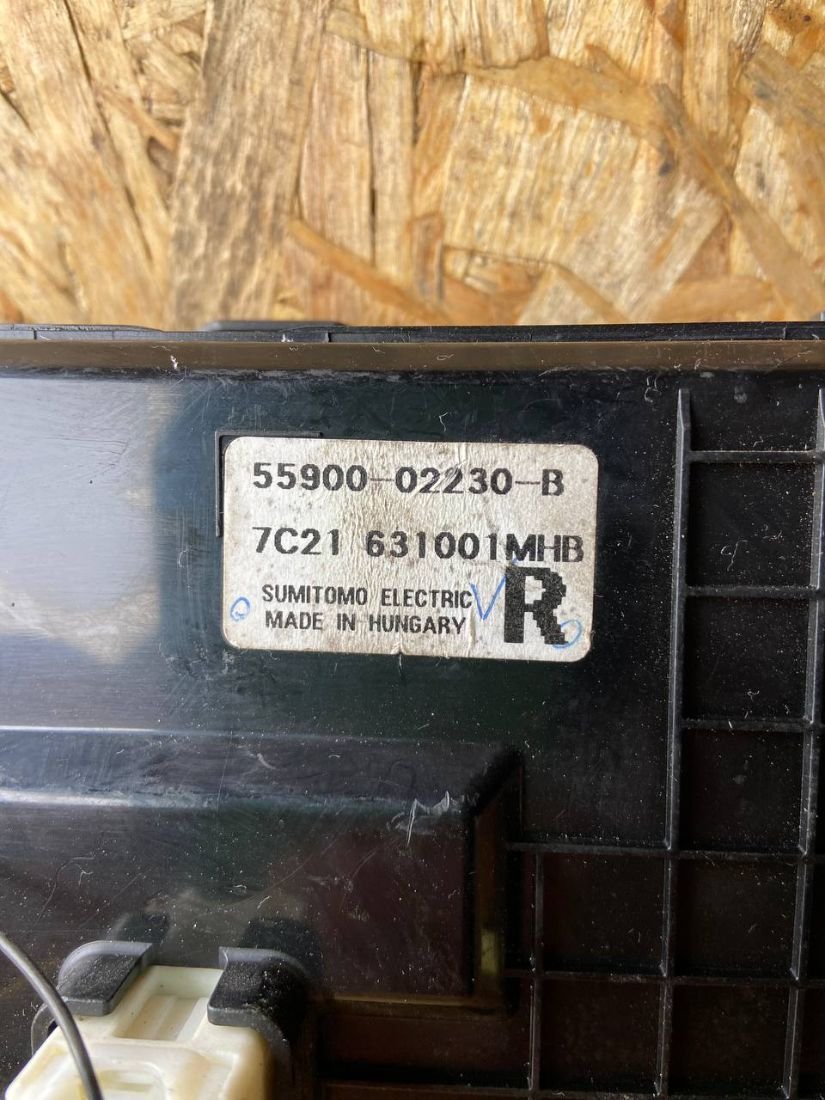 55900-02230-B
7C21 631001MHB
SUMITOMO ELECTRIC
MADE IN HUNGARY
R